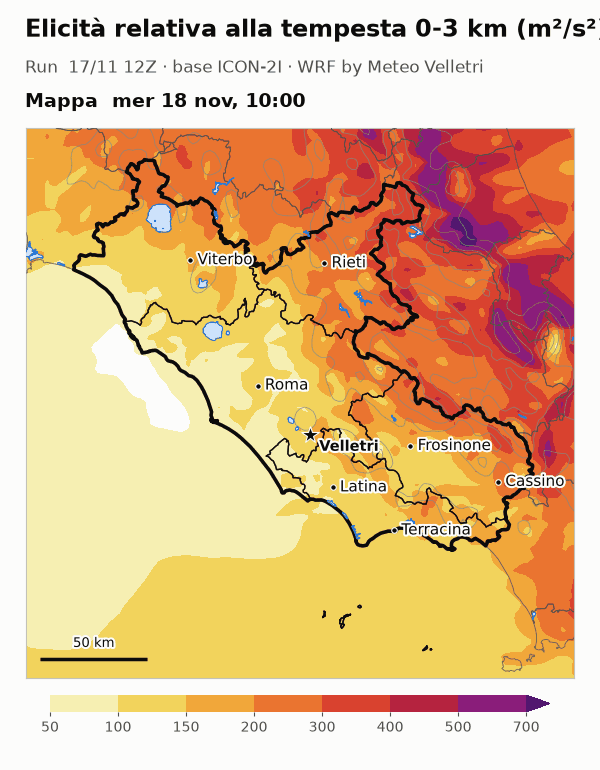 Elicità relativa alla tempesta 0-3 km (m²/s²)
Run  17/11 12Z · base ICON-2I · WRF by Meteo Velletri
Mappa  mer 18 nov, 10:00
Viterbo
Rieti
Roma
Velletri
Frosinone
Cassino
Latina
Terracina
50 km
50 100 150 200 300 400 500 700